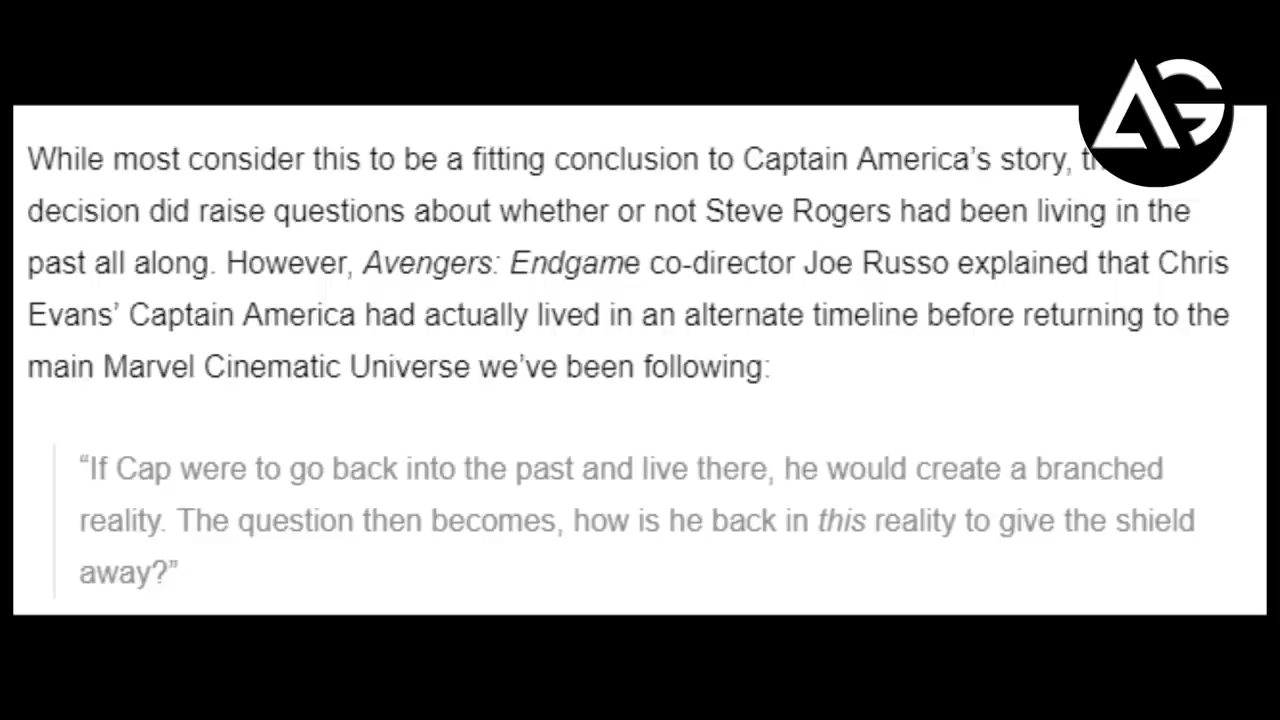 AG
While most consider this to be a fitting conclusion to Captain America’s story,
decision did raise questions about whether or not Steve Rogers had been living in the
past all along. However, Avengers: Endgame co-director Joe Russo explained that Chris
Evans’ Captain America had actually lived in an alternate timeline before returning to the
main Marvel Cinematic Universe we’ve been following:
“If Cap were to go back into the past and live there, he would create a branched
reality. The question then becomes, how is he back in this reality to give the shield
away?”